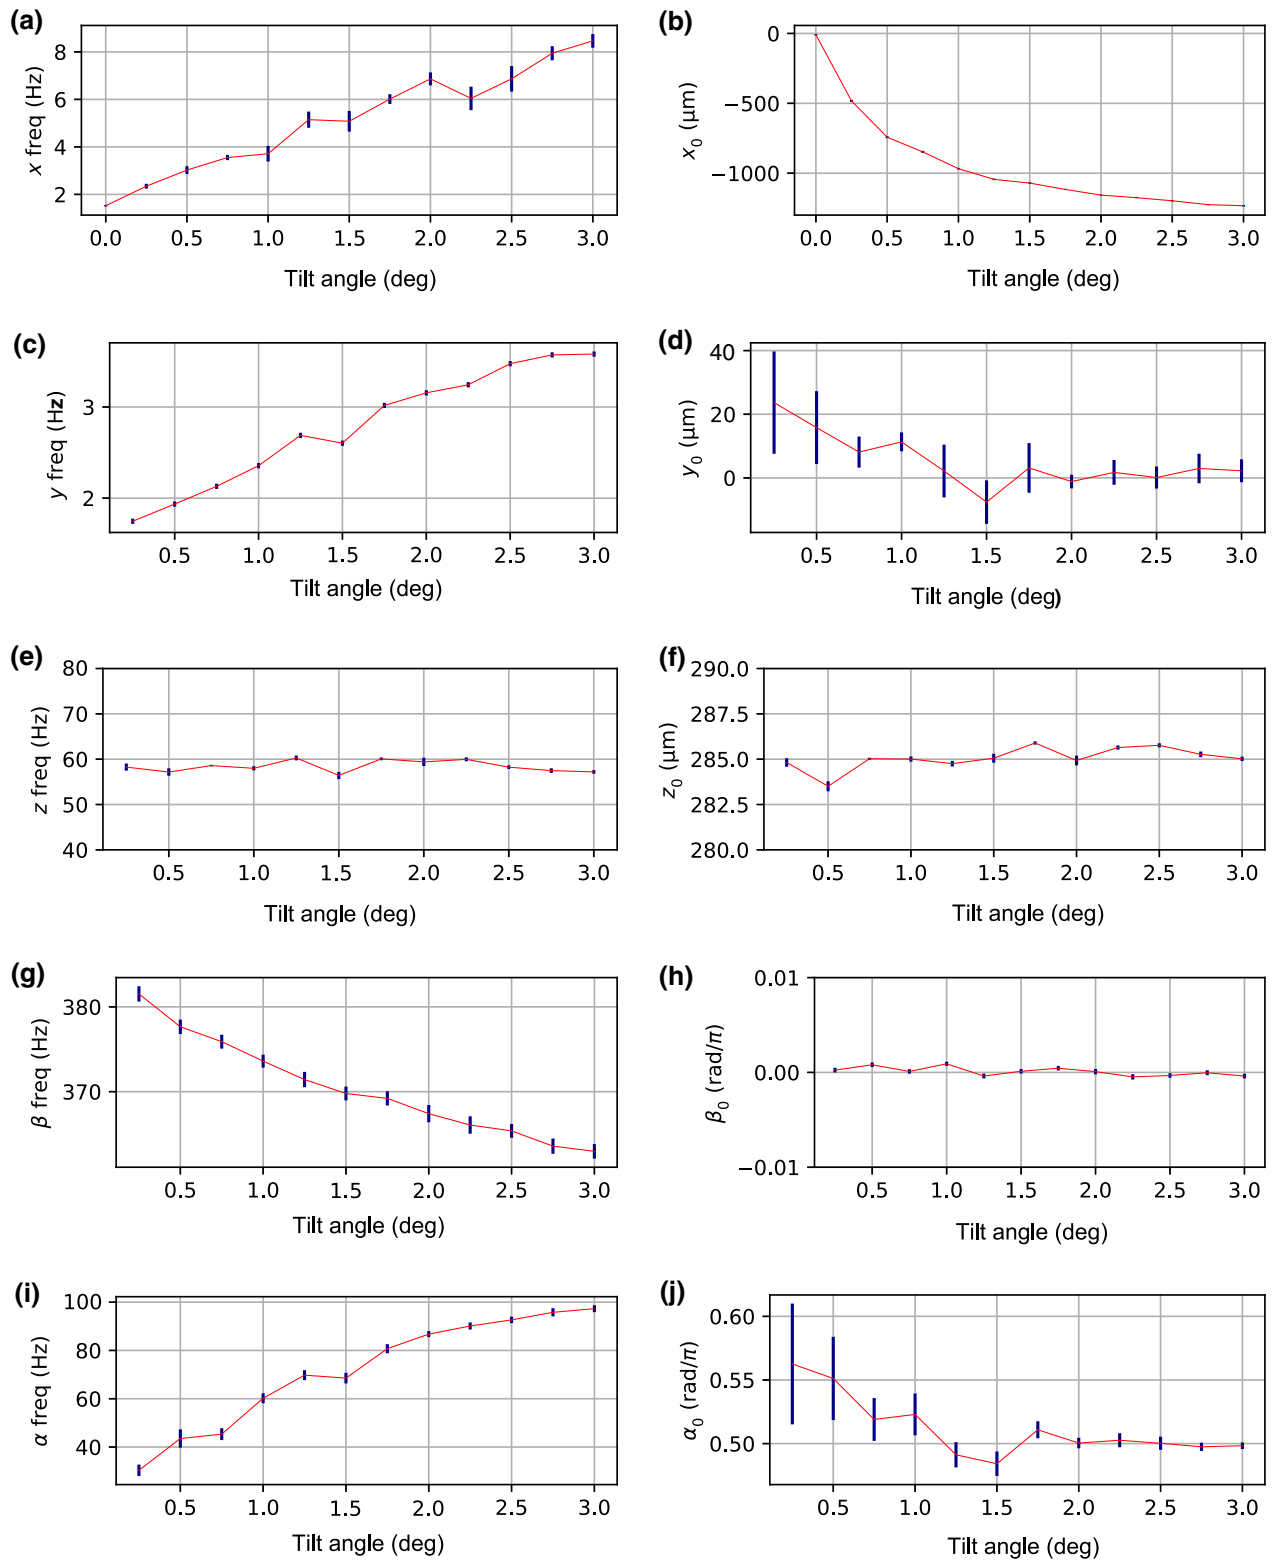 (a)
x freq (Hz)
8
6
4
2
0.0 0.5 1.0 1.5 2.0 2.5 3.0
Tilt angle (deg)
(b)
x₀ (μm)
0
−500
−1000
0.0 0.5 1.0 1.5 2.0 2.5 3.0
Tilt angle (deg)
(c)
y freq (Hz)
3
2
0.5 1.0 1.5 2.0 2.5 3.0
Tilt angle (deg)
(d)
y₀ (μm)
40
20
0
0.5 1.0 1.5 2.0 2.5 3.0
Tilt angle (deg)
(e)
z freq (Hz)
80
70
60
50
40
0.5 1.0 1.5 2.0 2.5 3.0
Tilt angle (deg)
(f)
z₀ (μm)
290.0
287.5
285.0
282.5
280.0
0.5 1.0 1.5 2.0 2.5 3.0
Tilt angle (deg)
(g)
β freq (Hz)
380
370
0.5 1.0 1.5 2.0 2.5 3.0
Tilt angle (deg)
(h)
β₀ (rad/π)
0.01
0.00
−0.01
0.5 1.0 1.5 2.0 2.5 3.0
Tilt angle (deg)
(i)
α freq (Hz)
100
80
60
40
0.5 1.0 1.5 2.0 2.5 3.0
Tilt angle (deg)
(j)
α₀ (rad/π)
0.60
0.55
0.50
0.5 1.0 1.5 2.0 2.5 3.0
Tilt angle (deg)